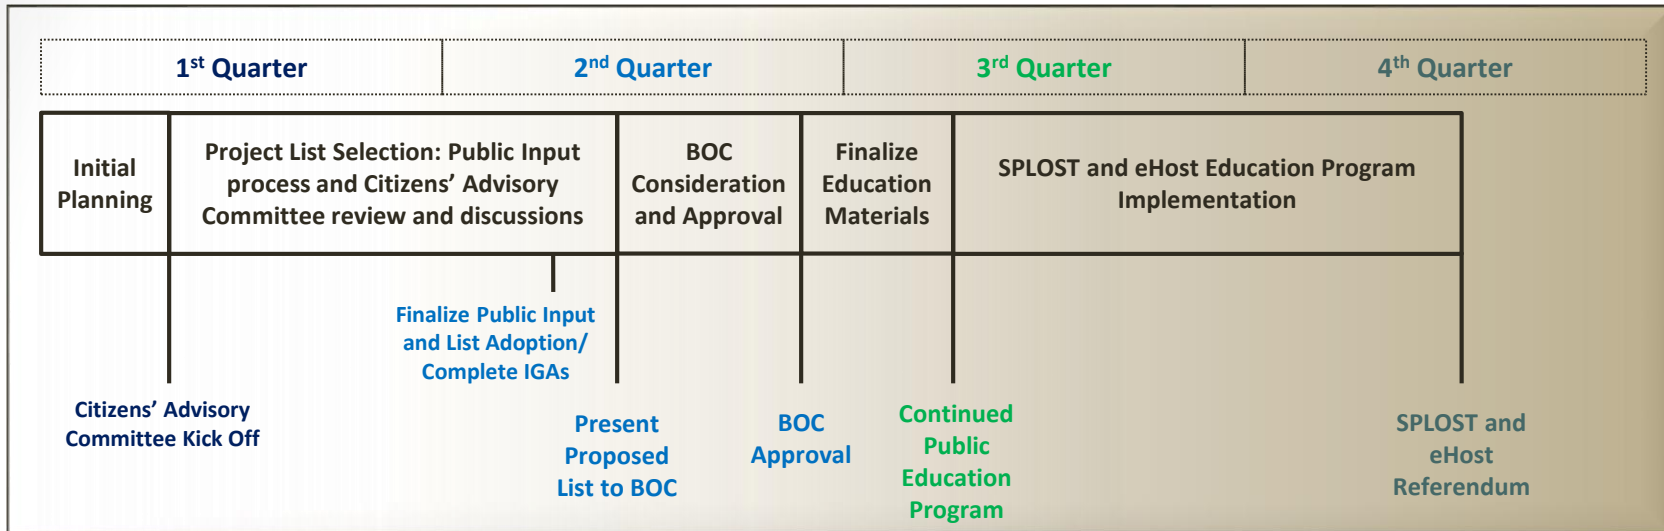 1st Quarter
2nd Quarter
3rd Quarter
4th Quarter
Initial
Planning
Project List Selection: Public Input
process and Citizens’ Advisory
Committee review and discussions
BOC
Consideration
and Approval
Finalize
Education
Materials
SPLOST and eHost Education Program
Implementation
Finalize Public Input
and List Adoption/
Complete IGAs
Citizens’ Advisory
Committee Kick Off
Present
Proposed
List to BOC
BOC
Approval
Continued
Public
Education
Program
SPLOST and
eHost
Referendum